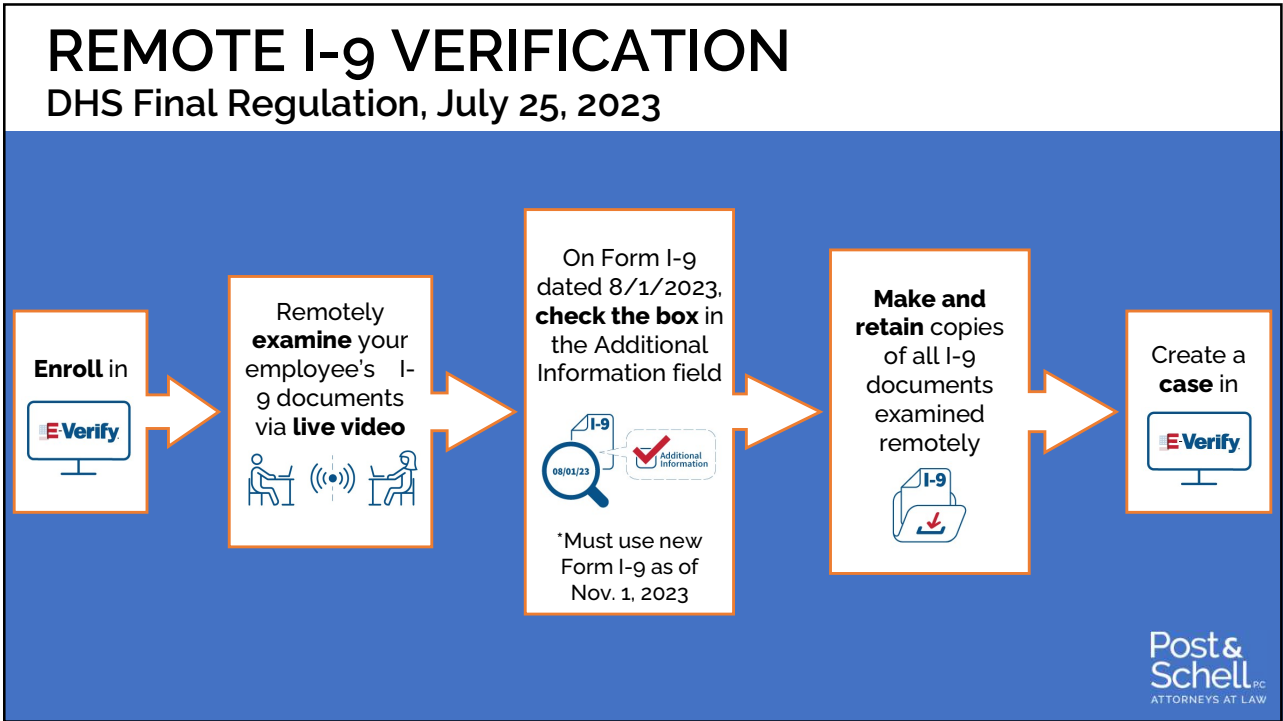 REMOTE I-9 VERIFICATION
DHS Final Regulation, July 25, 2023
Enroll in
E-Verify
Remotely
examine your
employee's I-
9 documents
via live video
On Form I-9
dated 8/1/2023,
check the box in
the Additional
Information field
I-9
08/01/23
Additional
Information
*Must use new
Form I-9 as of
Nov. 1, 2023
Make and
retain copies
of all I-9
documents
examined
remotely
I-9
Create a
case in
E-Verify
Post &
Schell P.C.
ATTORNEYS AT LAW